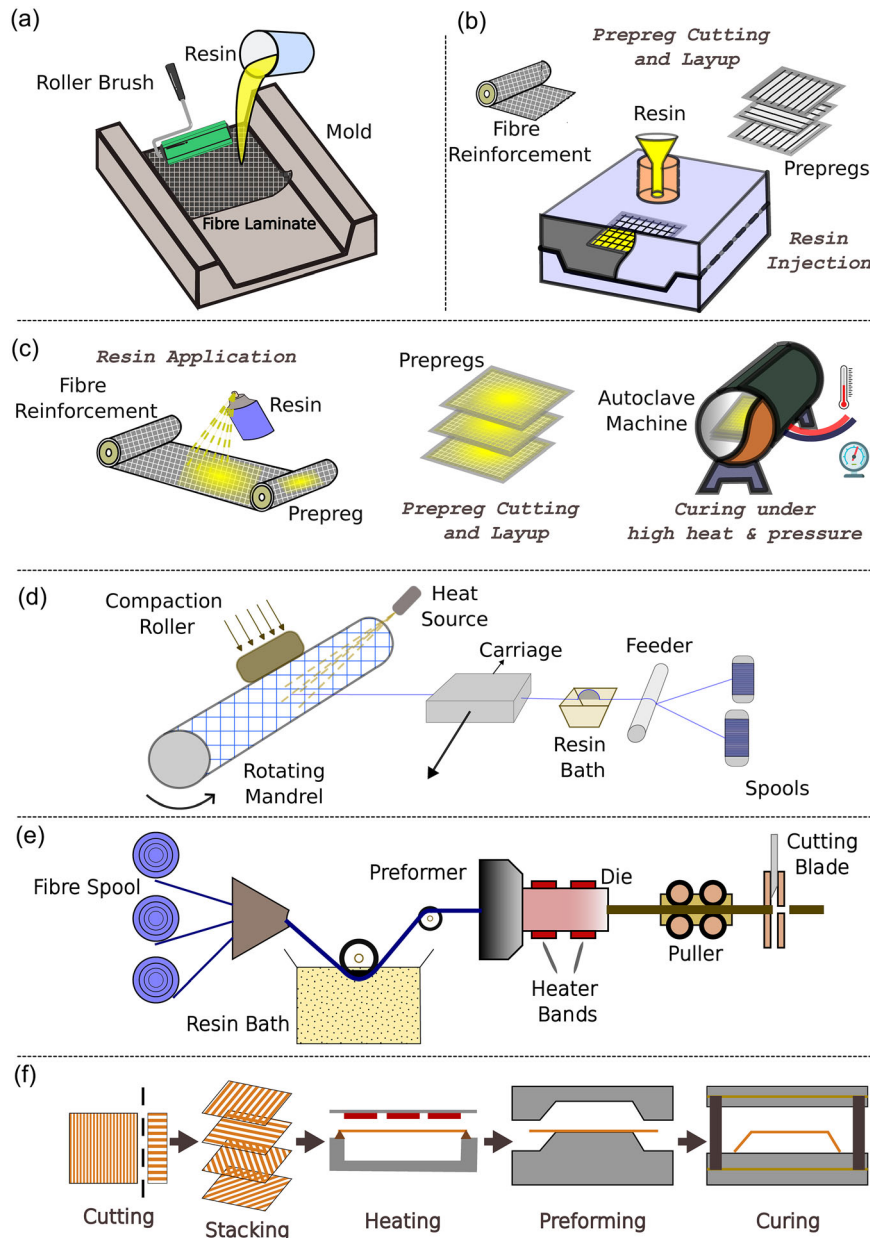 (a)
Resin
Roller Brush
Mold
Fibre Laminate
(b)
Prepreg Cutting
and Layup
Fibre
Reinforcement
Resin
Prepregs
Resin
Injection
(c)
Resin Application
Fibre
Reinforcement
Resin
Prepreg
Prepregs
Prepreg Cutting
and Layup
Autoclave
Machine
Curing under
high heat & pressure
(d)
Compaction
Roller
Heat
Source
Carriage
Feeder
Rotating
Mandrel
Resin
Bath
Spools
(e)
Fibre Spool
Resin Bath
Preformer
Die
Heater
Bands
Puller
Cutting
Blade
(f)
Cutting
Stacking
Heating
Preforming
Curing